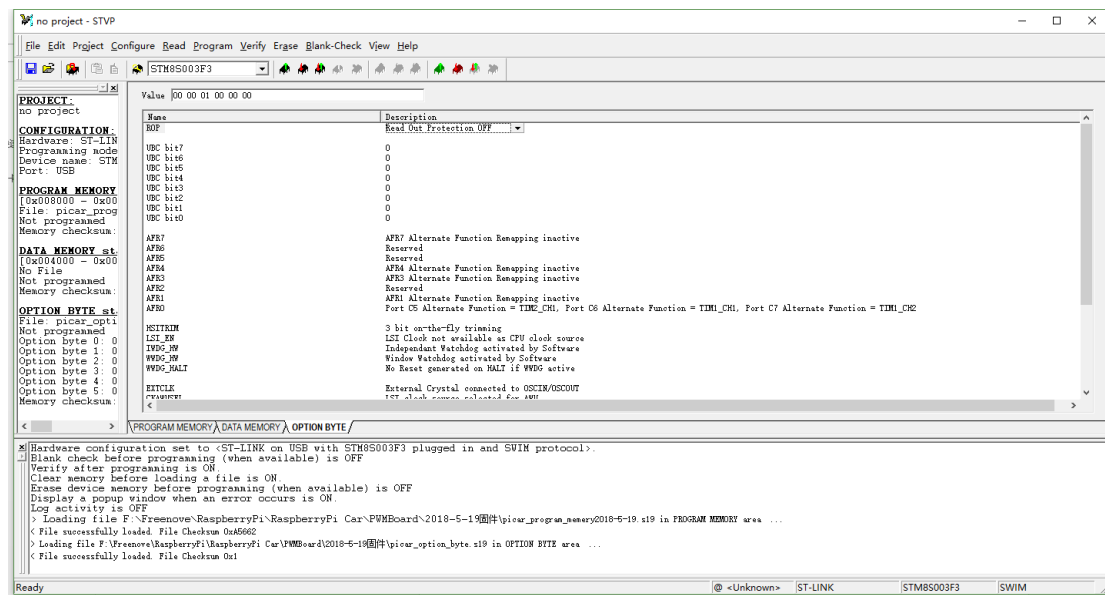 no project - STVP
File Edit Project Configure Read Program Verify Erase Blank-Check View Help
STM8S003F3
PROJECT:
no project
CONFIGURATION:
Hardware: ST-LIN
Programming mode
Device name: STM
Port: USB
PROGRAM MEMORY
[0x008000 - 0x00
File: picar_prog
Not programmed
Memory checksum:
DATA MEMORY st.
[0x004000 - 0x00
No File
Not programmed
Memory checksum:
OPTION BYTE st.
File: picar_opti
Not programmed
Option byte 0: 0
Option byte 1: 0
Option byte 2: 0
Option byte 3: 0
Option byte 4: 0
Option byte 5: 0
Memory checksum:
Value 00 00 01 00 00 00
Name Description
ROP Read Out Protection OFF
UBC bit7 0
UBC bit6 0
UBC bit5 0
UBC bit4 0
UBC bit3 0
UBC bit2 0
UBC bit1 0
UBC bit0 0
AFR7 AFR7 Alternate Function Remapping inactive
AFR6 Reserved
AFR5 Reserved
AFR4 AFR4 Alternate Function Remapping inactive
AFR3 AFR3 Alternate Function Remapping inactive
AFR2 Reserved
AFR1 AFR1 Alternate Function Remapping inactive
AFR0 Port C5 Alternate Function = TIM2_CH1, Port C6 Alternate Function = TIM1_CH1, Port C7 Alternate Function = TIM1_CH2
HSITRIM 3 bit on-the-fly trimming
LSI_EN LSI Clock not available as CPU clock source
IWDG_HW Independant Watchdog activated by Software
WWDG_HW Window Watchdog activated by Software
WWDG_HALT No Reset generated on HALT if WWDG active
EXTCLK External Crystal connected to OSCIN/OSCOUT
CKAWUSEL LSI clock source selected for AWU
PROGRAM MEMORY DATA MEMORY OPTION BYTE
Hardware configuration set to <ST-LINK on USB with STM8S003F3 plugged in and SWIM protocol>.
Blank check before programming (when available) is OFF
Verify after programming is ON.
Clear memory before loading a file is ON.
Erase device memory before programming (when available) is OFF
Display a popup window when an error occurs is ON.
Log activity is OFF
> Loading file F:\Freenove\RaspberryPi\RaspberryPi Car\PWMBoard\2018-5-19固件\picar_program_memery2018-5-19.s19 in PROGRAM MEMORY area ...
< File successfully loaded. File Checksum 0xA5662
> Loading file F:\Freenove\RaspberryPi\RaspberryPi Car\PWMBoard\2018-5-19固件\picar_option_byte.s19 in OPTION BYTE area ...
< File successfully loaded. File Checksum 0x1
Ready @ <Unknown> ST-LINK STM8S003F3 SWIM